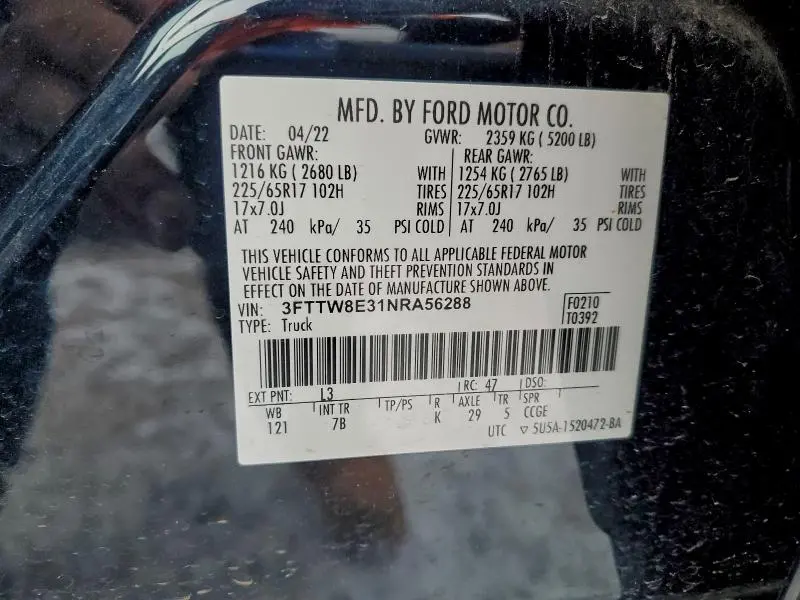 MFD. BY FORD MOTOR CO.
DATE: 04/22 GVWR: 2359 KG ( 5200 LB)
FRONT GAWR: REAR GAWR:
1216 KG ( 2680 LB) WITH 1254 KG ( 2765 LB) WITH
225/65R17 102H TIRES 225/65R17 102H TIRES
17x7.0J RIMS 17x7.0J RIMS
AT 240 kPa/ 35 PSI COLD AT 240 kPa/ 35 PSI COLD
THIS VEHICLE CONFORMS TO ALL APPLICABLE FEDERAL MOTOR
VEHICLE SAFETY AND THEFT PREVENTION STANDARDS IN
EFFECT ON THE DATE OF MANUFACTURE SHOWN ABOVE.
VIN: 3FTTW8E31NRA56288 F0210
TYPE: Truck T0392
EXT PNT: L3 RC: 47 DSO:
WB INT TR TP/PS R AXLE TR SPR
121 7B K 29 5 CCGE
UTC ▽ 5U5A-1520472-BA